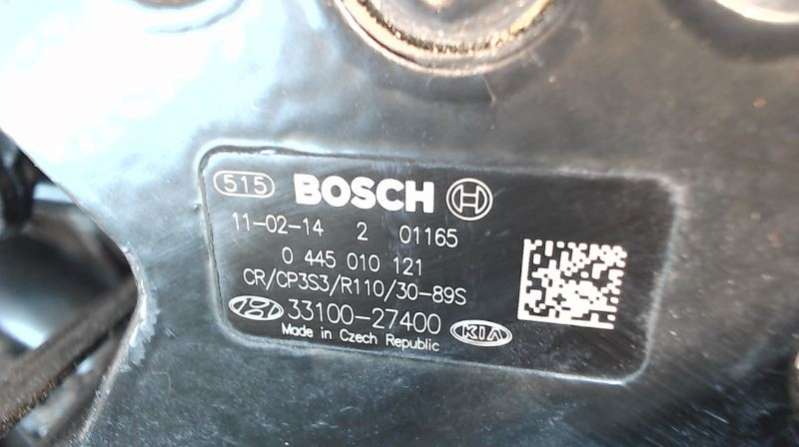 515 BOSCH
11-02-14 2 01165
0 445 010 121
CR/CP3S3/R110/30-89S
33100-27400 KIA
Made in Czech Republic